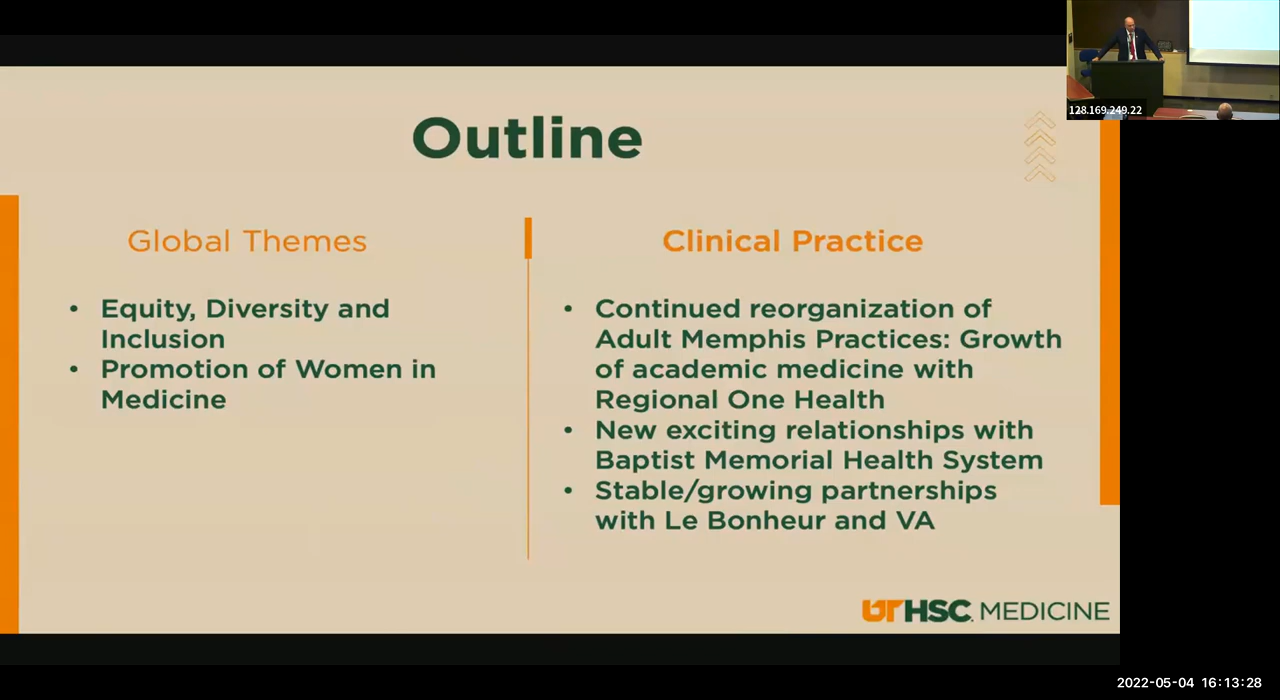 128.169.249.22
Outline
Global Themes
• Equity, Diversity and
Inclusion
• Promotion of Women in
Medicine
Clinical Practice
• Continued reorganization of
Adult Memphis Practices: Growth
of academic medicine with
Regional One Health
• New exciting relationships with
Baptist Memorial Health System
• Stable/growing partnerships
with Le Bonheur and VA
UTHSC MEDICINE
2022-05-04 16:13:28